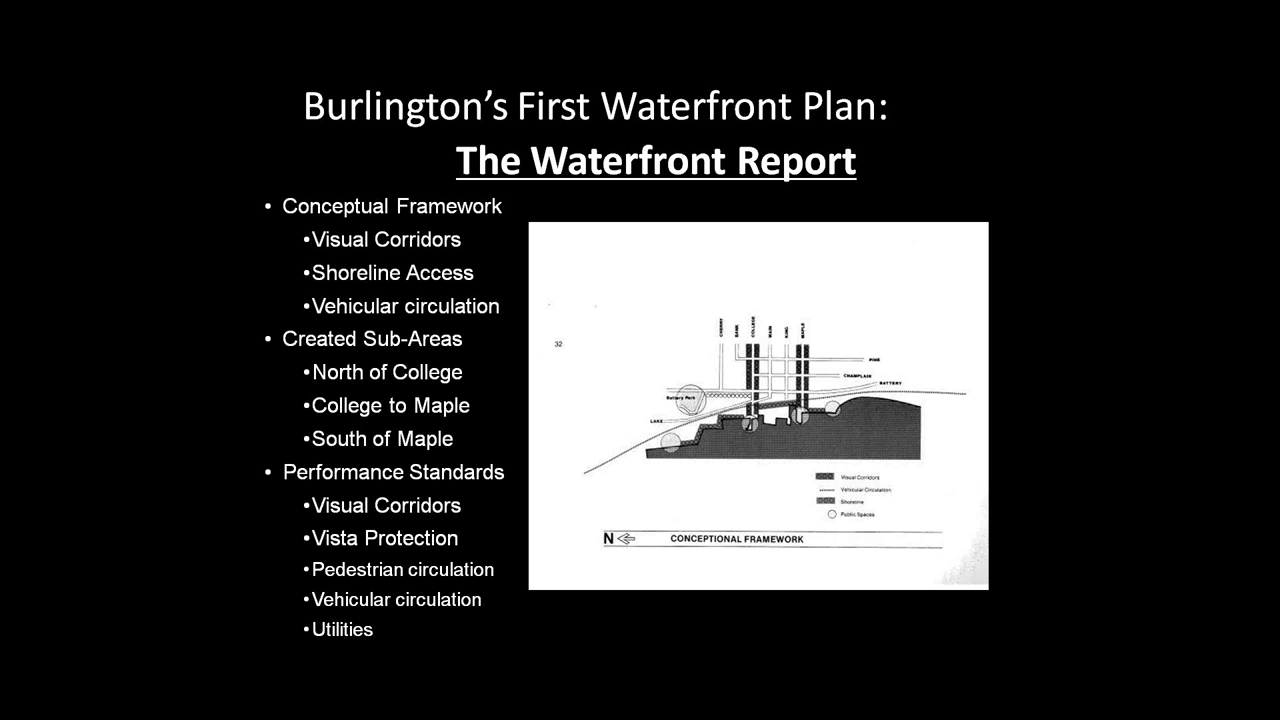 Burlington’s First Waterfront Plan:
The Waterfront Report
• Conceptual Framework
•Visual Corridors
•Shoreline Access
•Vehicular circulation
• Created Sub-Areas
•North of College
•College to Maple
•South of Maple
• Performance Standards
•Visual Corridors
•Vista Protection
•Pedestrian circulation
•Vehicular circulation
•Utilities
32
CHERRY
BANK
COLLEGE
MAIN
KING
MAPLE
PINE
CHAMPLAIN
BATTERY
Battery Park
LAKE
Visual Corridors
Vehicular Circulation
Shoreline
Public Spaces
N
CONCEPTIONAL FRAMEWORK